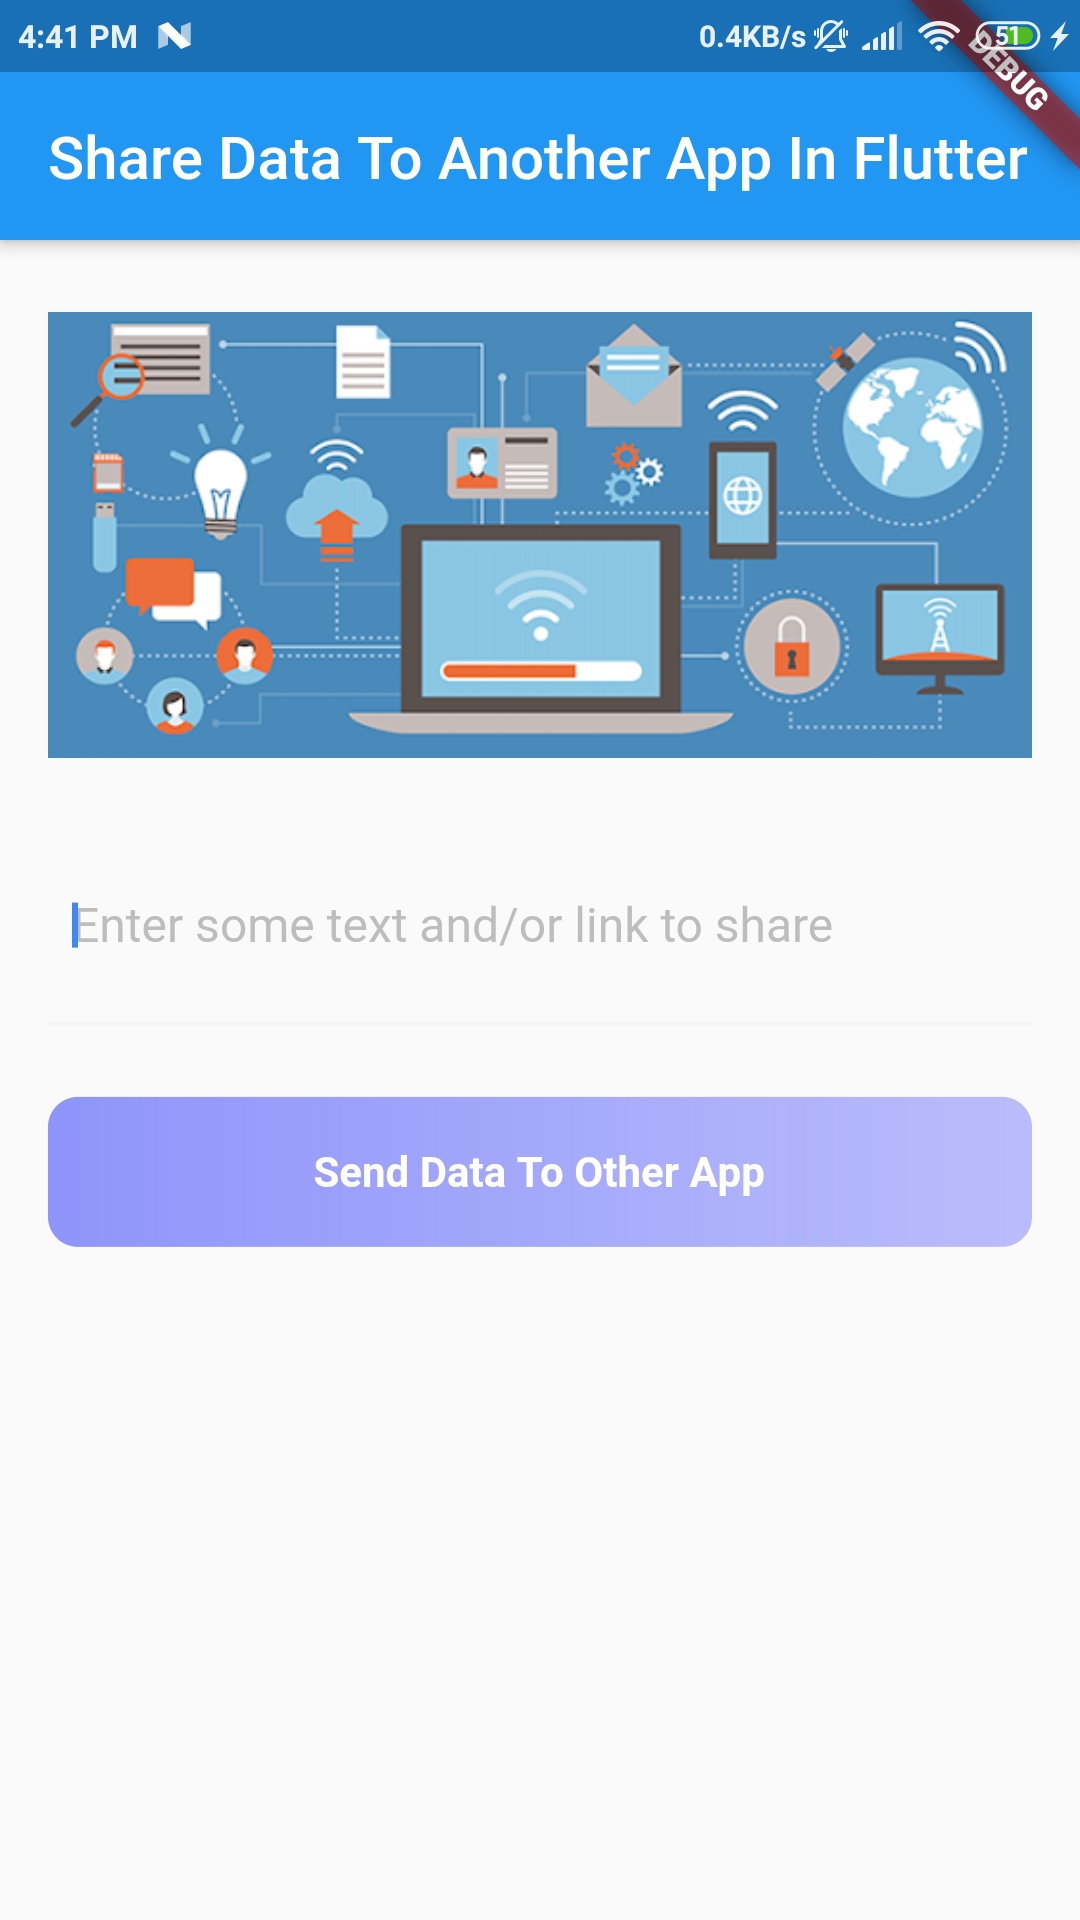 4:41 PM 0.4KB/s 51
DEBUG
Share Data To Another App In Flutter
Enter some text and/or link to share
Send Data To Other App